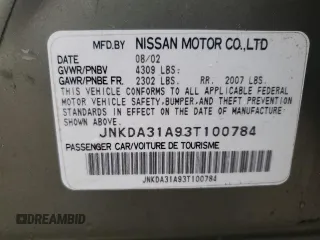 MFD.BY NISSAN MOTOR CO.,LTD
DATE 08/02
GVWR/PNBV 4309 LBS:
GAWR/PNBE FR. 2302 LBS: RR. 2007 LBS.
THIS VEHICLE CONFORMS TO ALL APPLICABLE
FEDERAL MOTOR VEHICLE SAFETY, BUMPER, AND THEFT PREVENTION
STANDARDS IN EFFECT ON THE DATE OF MANUFACTURE
SHOWN ABOVE.
JNKDA31A93T100784
PASSENGER CAR/VOITURE DE TOURISME
JNKDA31A93T100784
DREAMBID